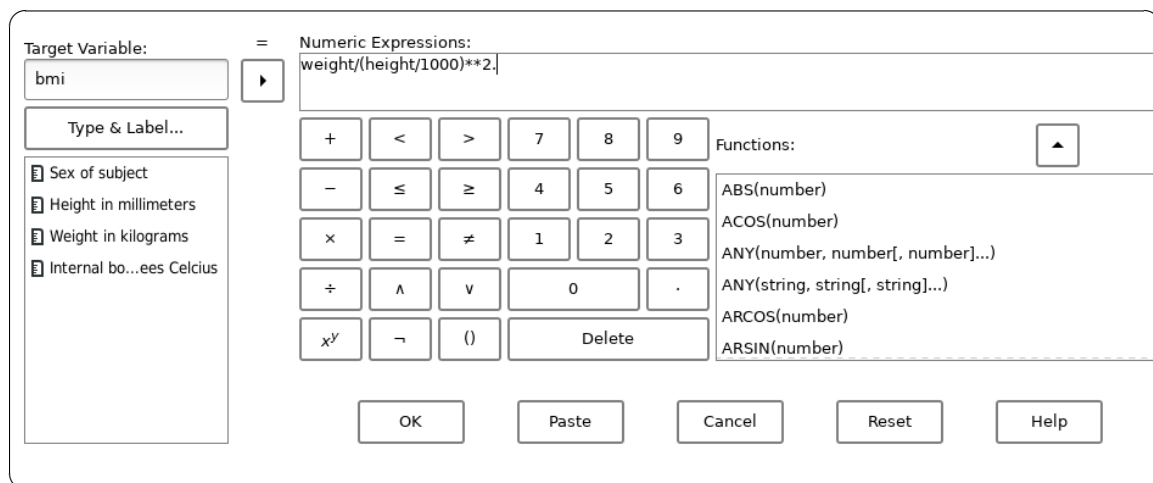 Target Variable:
=
Numeric Expressions:
bmi
weight/(height/1000)**2.
Type & Label...
Sex of subject
Height in millimeters
Weight in kilograms
Internal bo...ees Celcius
+ < > 7 8 9
− ≤ ≥ 4 5 6
× = ≠ 1 2 3
÷ ∧ ∨ 0 ·
xʸ ¬ () Delete
Functions:
ABS(number)
ACOS(number)
ANY(number, number[, number]...)
ANY(string, string[, string]...)
ARCOS(number)
ARSIN(number)
OK Paste Cancel Reset Help